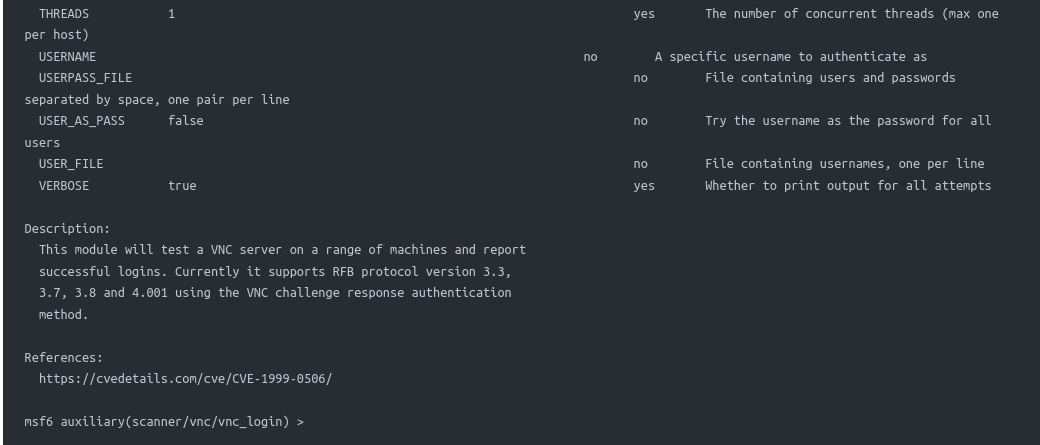 THREADS 1 yes The number of concurrent threads (max one
per host)
USERNAME no A specific username to authenticate as
USERPASS_FILE no File containing users and passwords
separated by space, one pair per line
USER_AS_PASS false no Try the username as the password for all
users
USER_FILE no File containing usernames, one per line
VERBOSE true yes Whether to print output for all attempts
Description:
This module will test a VNC server on a range of machines and report
successful logins. Currently it supports RFB protocol version 3.3,
3.7, 3.8 and 4.001 using the VNC challenge response authentication
method.
References:
https://cvedetails.com/cve/CVE-1999-0506/
msf6 auxiliary(scanner/vnc/vnc_login) >